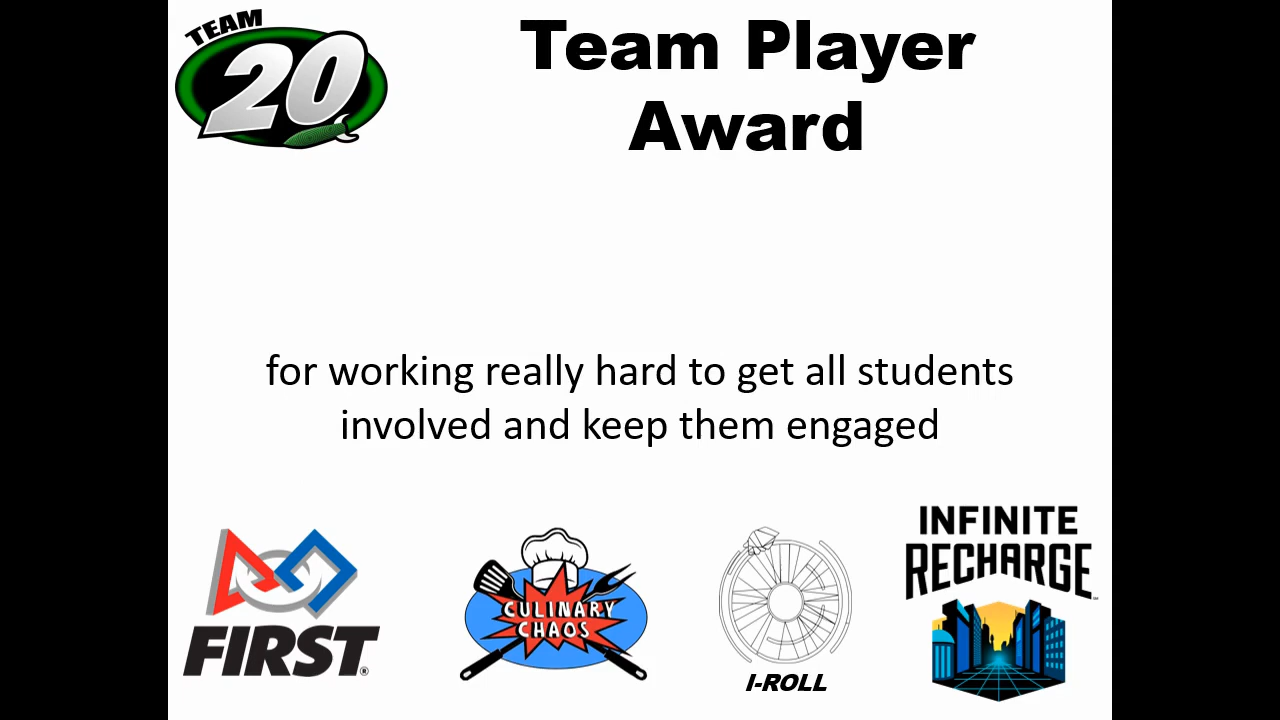 TEAM
20
Team Player
Award
for working really hard to get all students
involved and keep them engaged
FIRST®
CULINARY
CHAOS
I-ROLL
INFINITE
RECHARGE℠